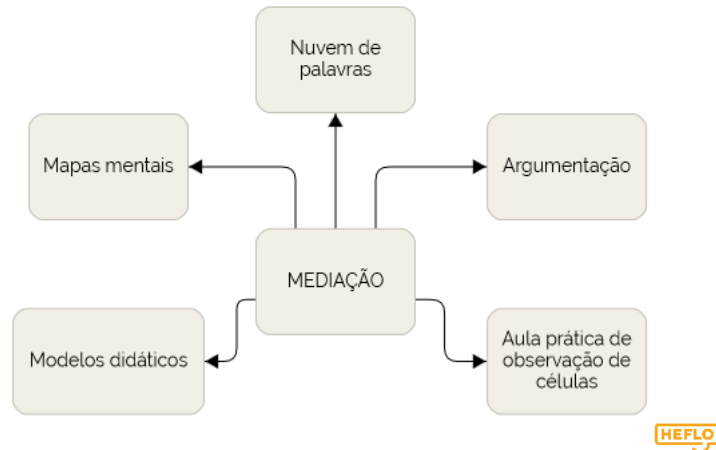 Nuvem de
palavras
Mapas mentais
Argumentação
MEDIAÇÃO
Modelos didáticos
Aula prática de
observação de
células
HEFLO